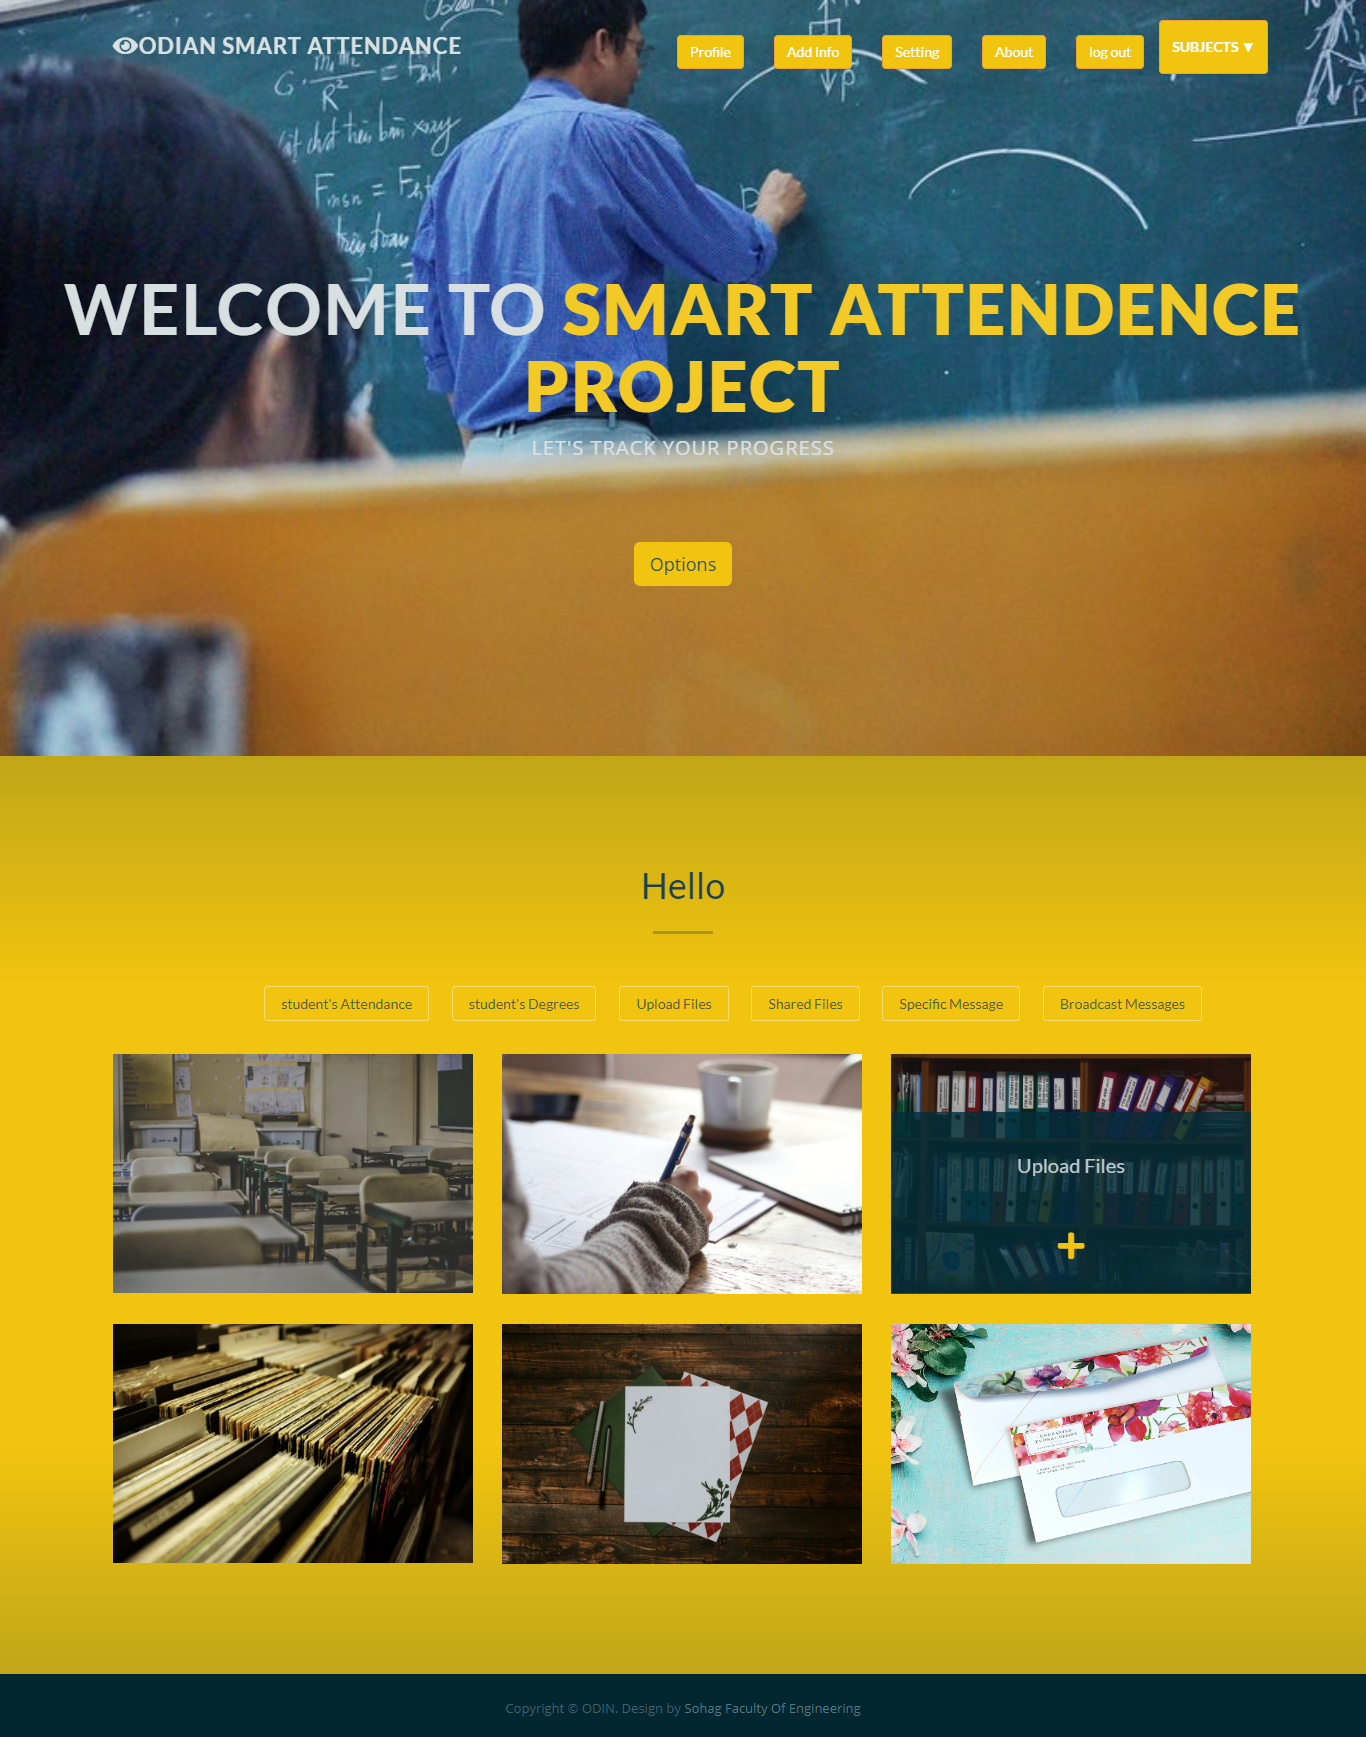 ODIAN SMART ATTENDANCE
Profile
Add Info
Setting
About
log out
SUBJECTS ▼
WELCOME TO SMART ATTENDENCE
PROJECT
LET'S TRACK YOUR PROGRESS
Options
Hello
student's Attendance
student's Degrees
Upload Files
Shared Files
Specific Message
Broadcast Messages
Upload Files
Copyright © ODIN. Design by Sohag Faculty Of Engineering